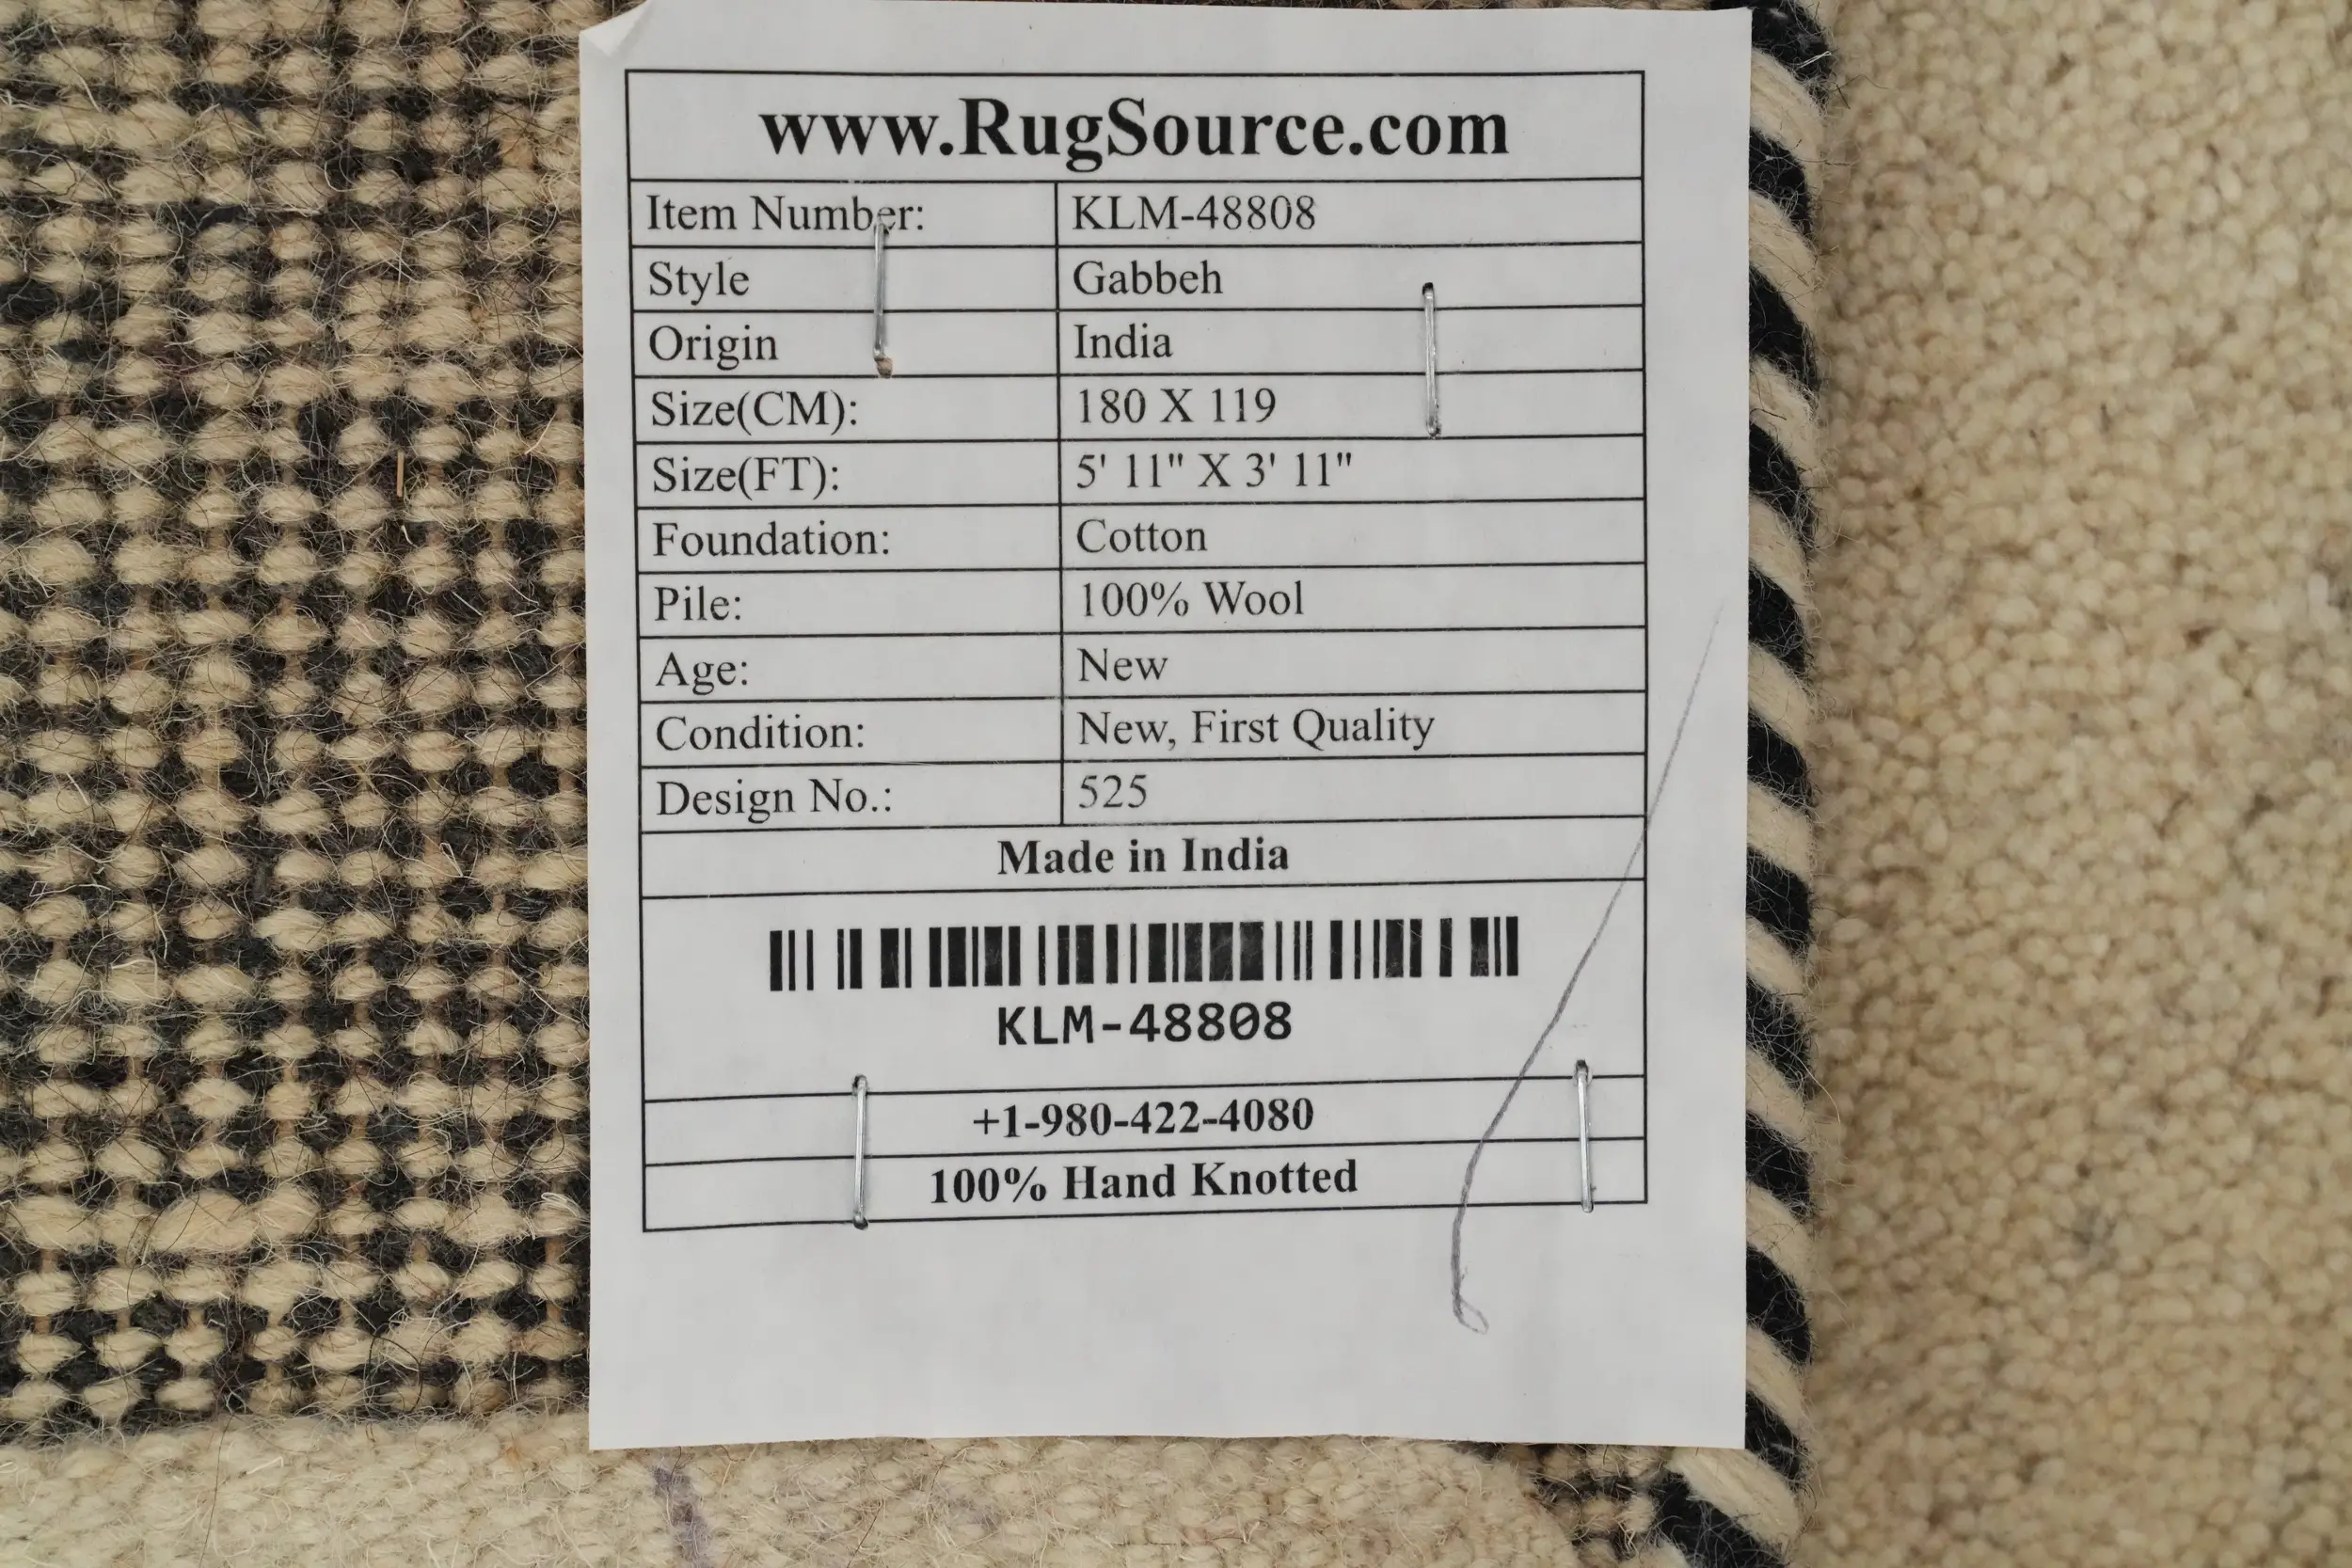 www.RugSource.com
Item Number: KLM-48808
Style Gabbeh
Origin India
Size(CM): 180 X 119
Size(FT): 5' 11" X 3' 11"
Foundation: Cotton
Pile: 100% Wool
Age: New
Condition: New, First Quality
Design No.: 525
Made in India
KLM-48808
+1-980-422-4080
100% Hand Knotted